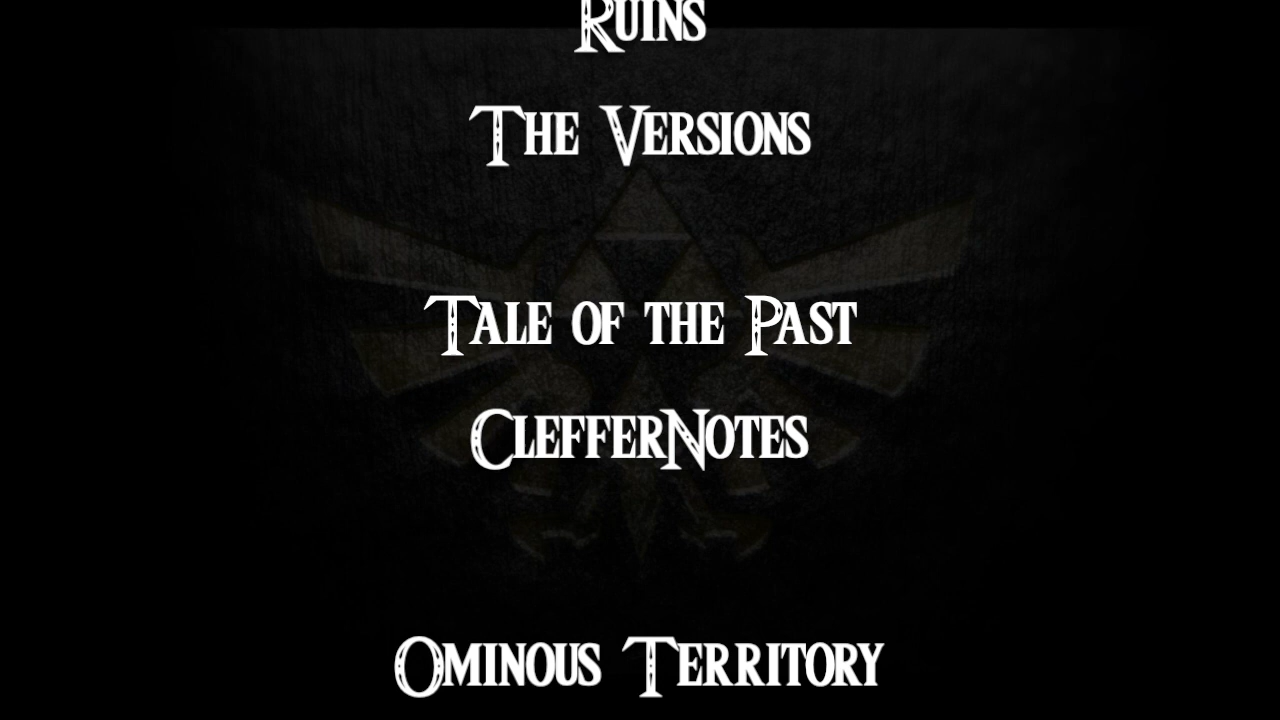 Ruins
The Versions
Tale of the Past
ClefferNotes
Ominous Territory